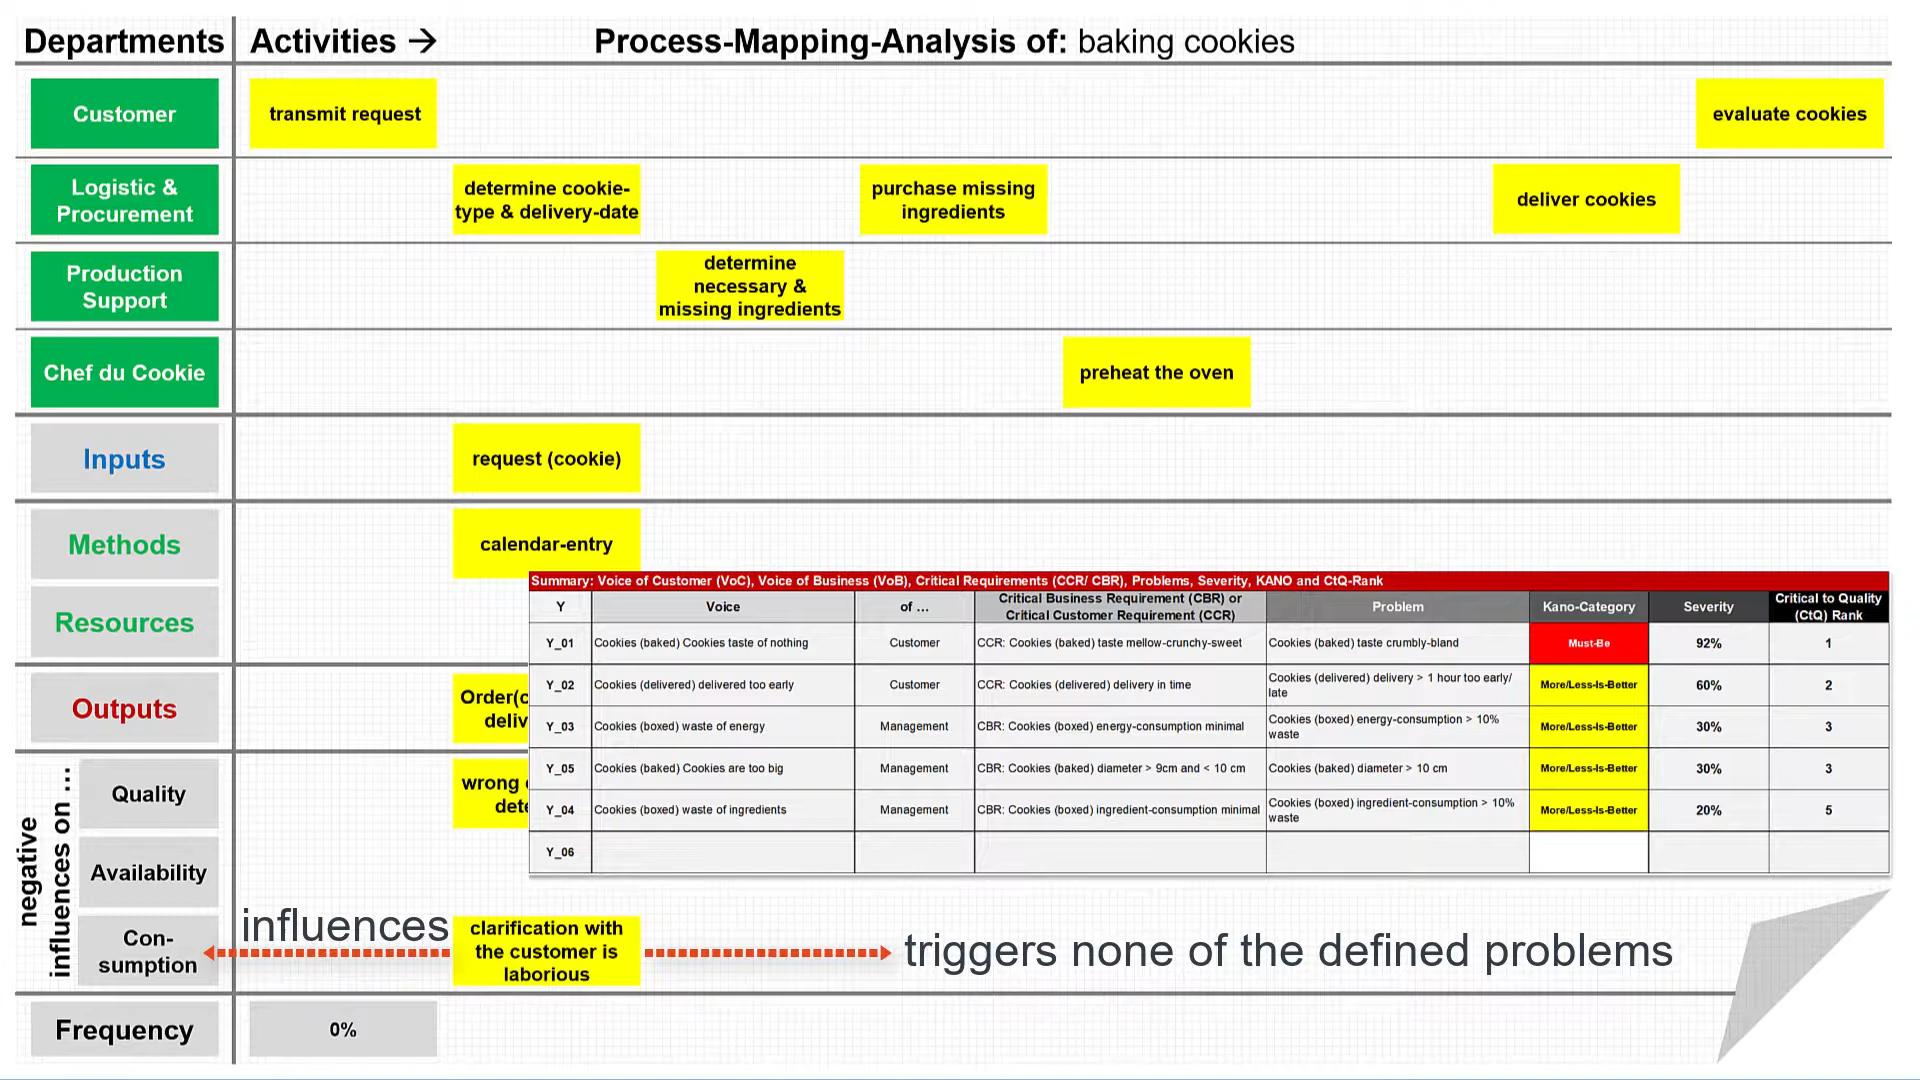 Departments
Activities →
Process-Mapping-Analysis of: baking cookies
Customer
transmit request
evaluate cookies
Logistic &
Procurement
determine cookie-
type & delivery-date
purchase missing
ingredients
deliver cookies
Production
Support
determine
necessary &
missing ingredients
Chef du Cookie
preheat the oven
Inputs
request (cookie)
Methods
calendar-entry
Resources
Outputs
Order(c
deliv
negative
influences on ...
Quality
wrong
dete
Availability
Con-
sumption
influences
clarification with
the customer is
laborious
triggers none of the defined problems
Frequency
0%
Summary: Voice of Customer (VoC), Voice of Business (VoB), Critical Requirements (CCR/ CBR), Problems, Severity, KANO and CtQ-Rank
Y
Voice
of ...
Critical Business Requirement (CBR) or
Critical Customer Requirement (CCR)
Problem
Kano-Category
Severity
Critical to Quality
(CtQ) Rank
Y_01
Cookies (baked) Cookies taste of nothing
Customer
CCR: Cookies (baked) taste mellow-crunchy-sweet
Cookies (baked) taste crumbly-bland
Must-Be
92%
1
Y_02
Cookies (delivered) delivered too early
Customer
CCR: Cookies (delivered) delivery in time
Cookies (delivered) delivery > 1 hour too early/
late
More/Less-Is-Better
60%
2
Y_03
Cookies (boxed) waste of energy
Management
CBR: Cookies (boxed) energy-consumption minimal
Cookies (boxed) energy-consumption > 10%
waste
More/Less-Is-Better
30%
3
Y_05
Cookies (baked) Cookies are too big
Management
CBR: Cookies (baked) diameter > 9cm and < 10 cm
Cookies (baked) diameter > 10 cm
More/Less-Is-Better
30%
3
Y_04
Cookies (boxed) waste of ingredients
Management
CBR: Cookies (boxed) ingredient-consumption minimal
Cookies (boxed) ingredient-consumption > 10%
waste
More/Less-Is-Better
20%
5
Y_06